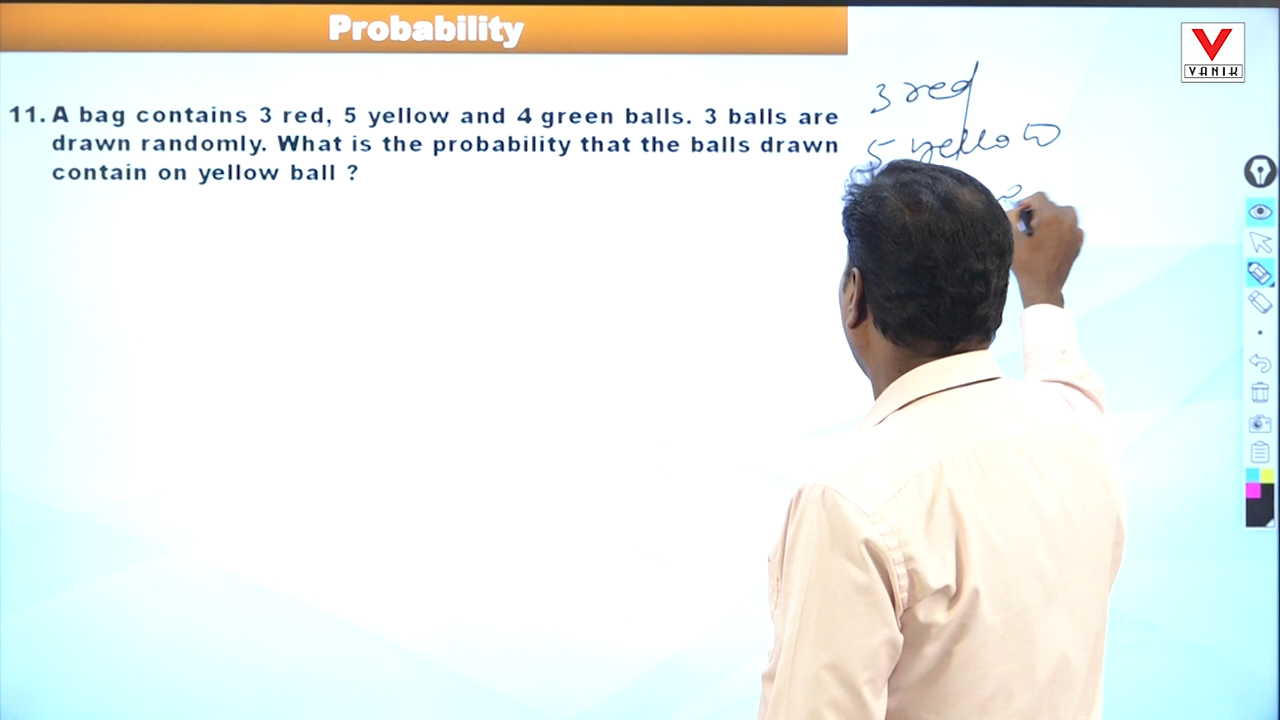 Probability
VANIK
11. A bag contains 3 red, 5 yellow and 4 green balls. 3 balls are
drawn randomly. What is the probability that the balls drawn
contain on yellow ball ?
3 red
5 yellow